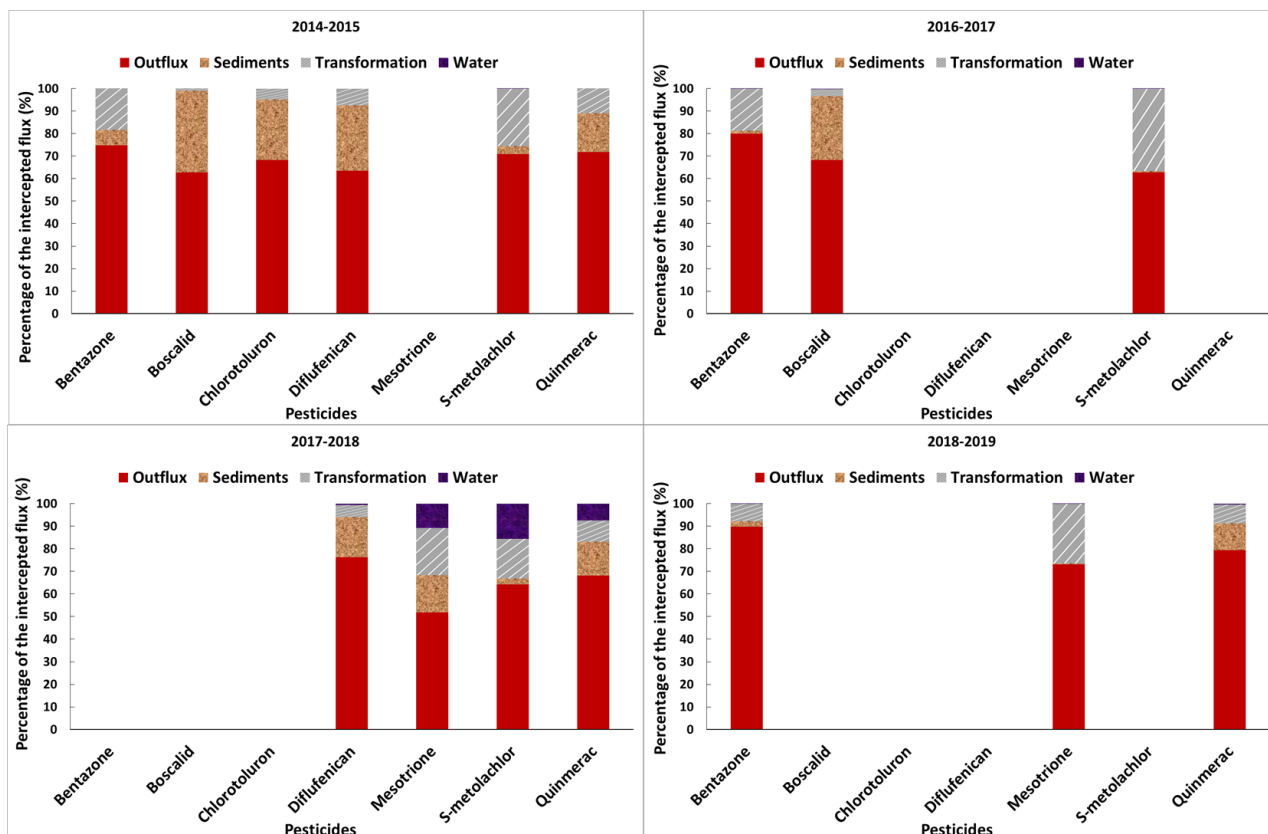 2014-2015
Outflux Sediments Transformation Water
Percentage of the intercepted flux (%)
100
90
80
70
60
50
40
30
20
10
0
Bentazone
Boscalid
Chlorotoluron
Diflufenican
Mesotrione
S-metolachlor
Quinmerac
Pesticides
2016-2017
Outflux Sediments Transformation Water
Percentage of the intercepted flux (%)
100
90
80
70
60
50
40
30
20
10
0
Bentazone
Boscalid
Chlorotoluron
Diflufenican
Mesotrione
S-metolachlor
Quinmerac
Pesticides
2017-2018
Outflux Sediments Transformation Water
Percentage of the intercepted flux (%)
100
90
80
70
60
50
40
30
20
10
0
Bentazone
Boscalid
Chlorotoluron
Diflufenican
Mesotrione
S-metolachlor
Quinmerac
Pesticides
2018-2019
Outflux Sediments Transformation Water
Percentage of the intercepted flux (%)
100
90
80
70
60
50
40
30
20
10
0
Bentazone
Boscalid
Chlorotoluron
Diflufenican
Mesotrione
S-metolachlor
Quinmerac
Pesticides